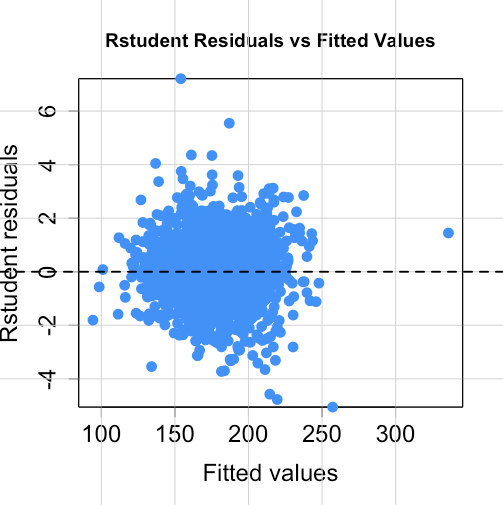 Rstudent Residuals vs Fitted Values
Rstudent residuals
6
4
2
0
-2
-4
100 150 200 250 300
Fitted values